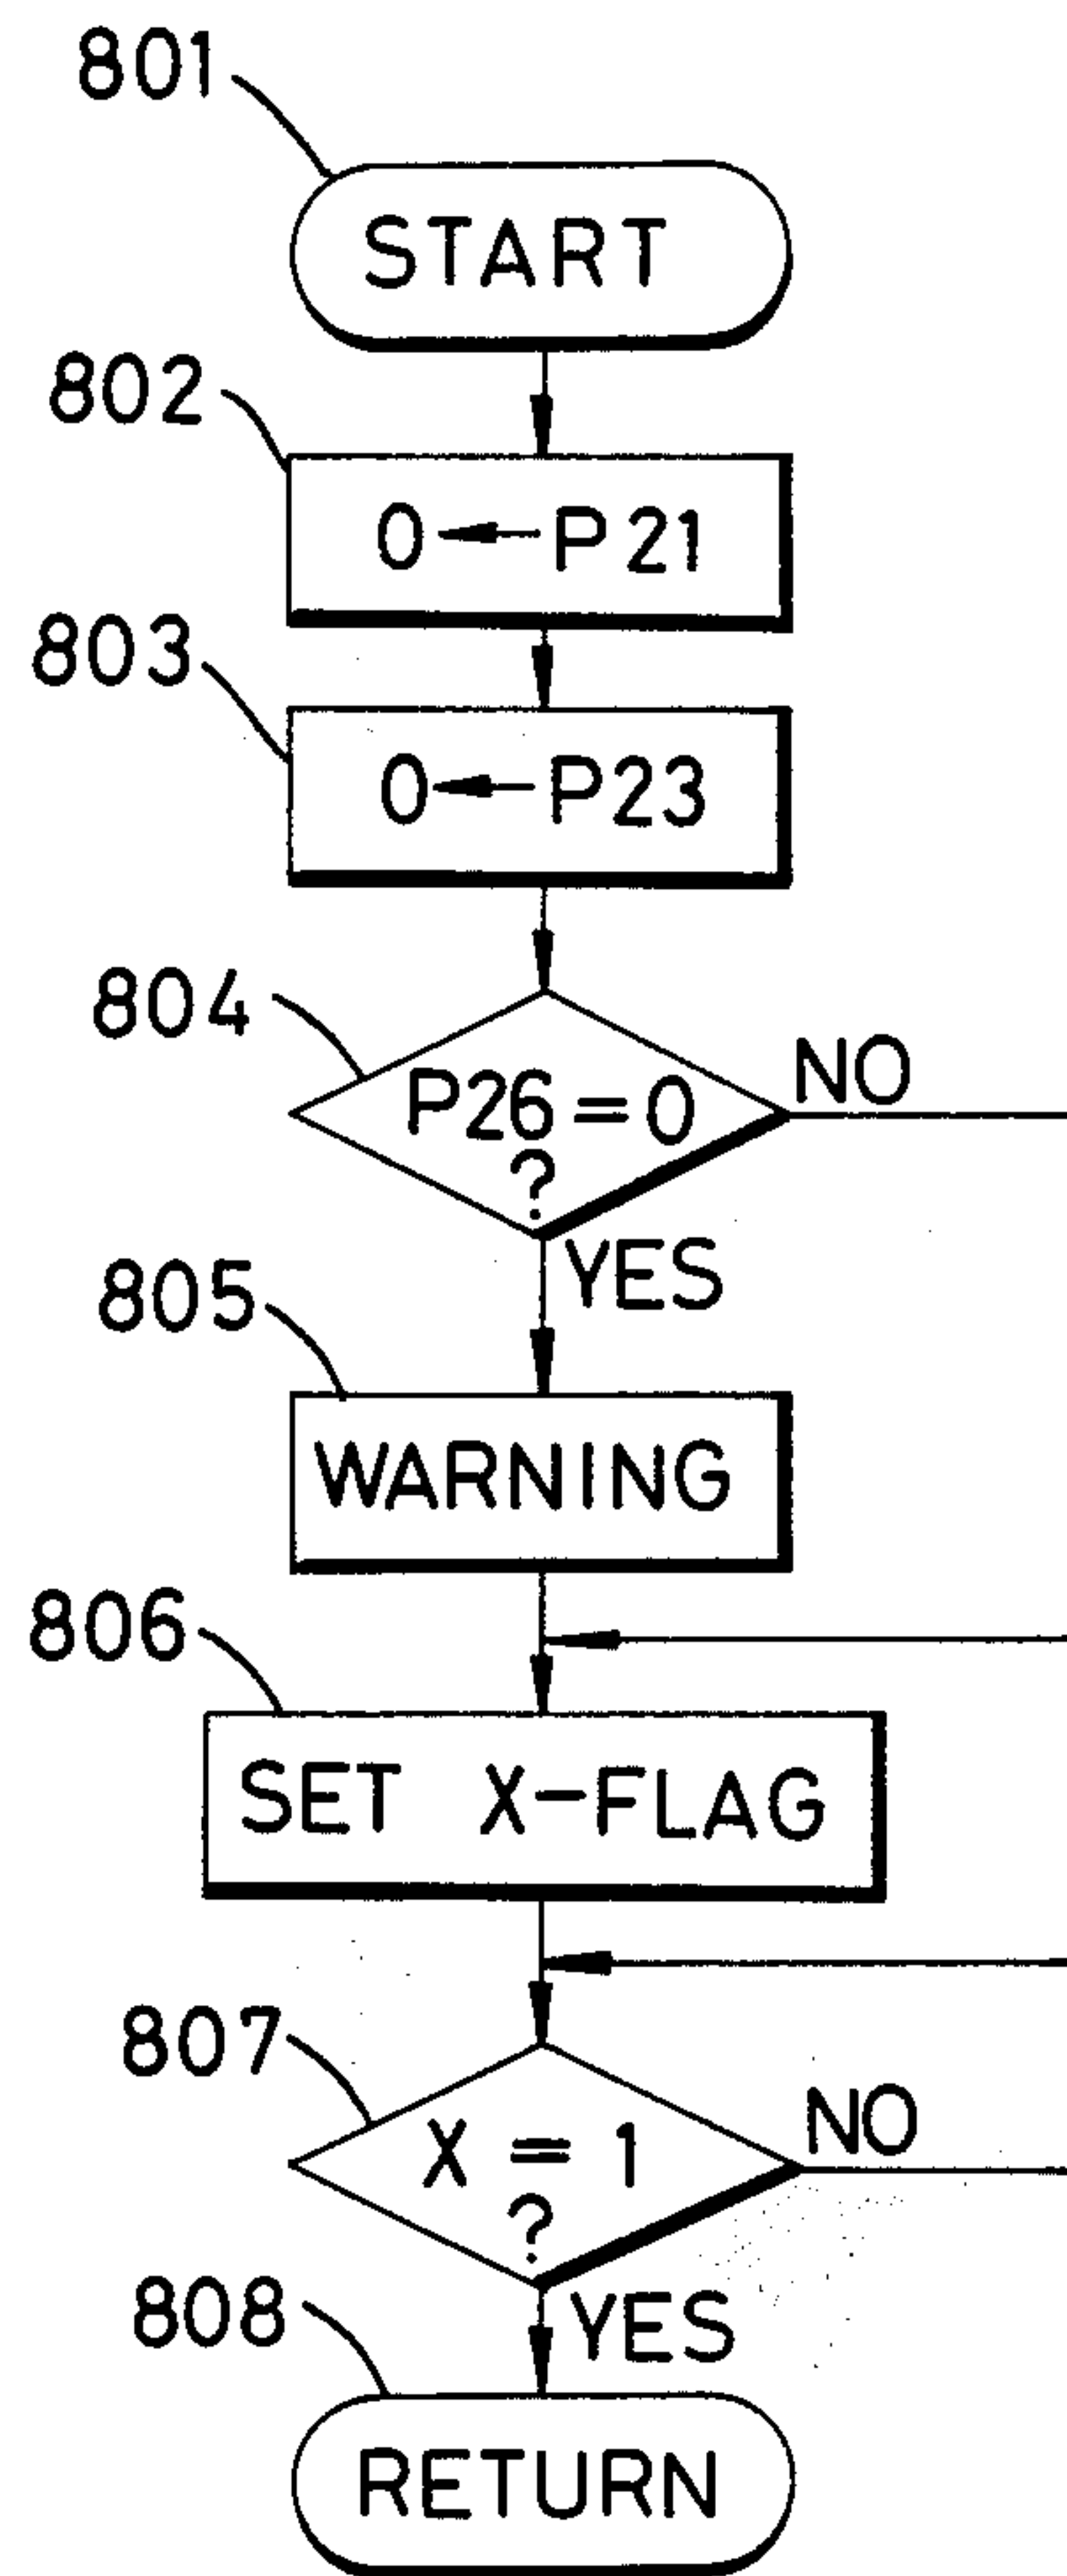 801
START
802
0←P21
803
0←P23
804
P26=0
?
NO
YES
805
WARNING
806
SET X-FLAG
807
X = 1
?
NO
YES
808
RETURN